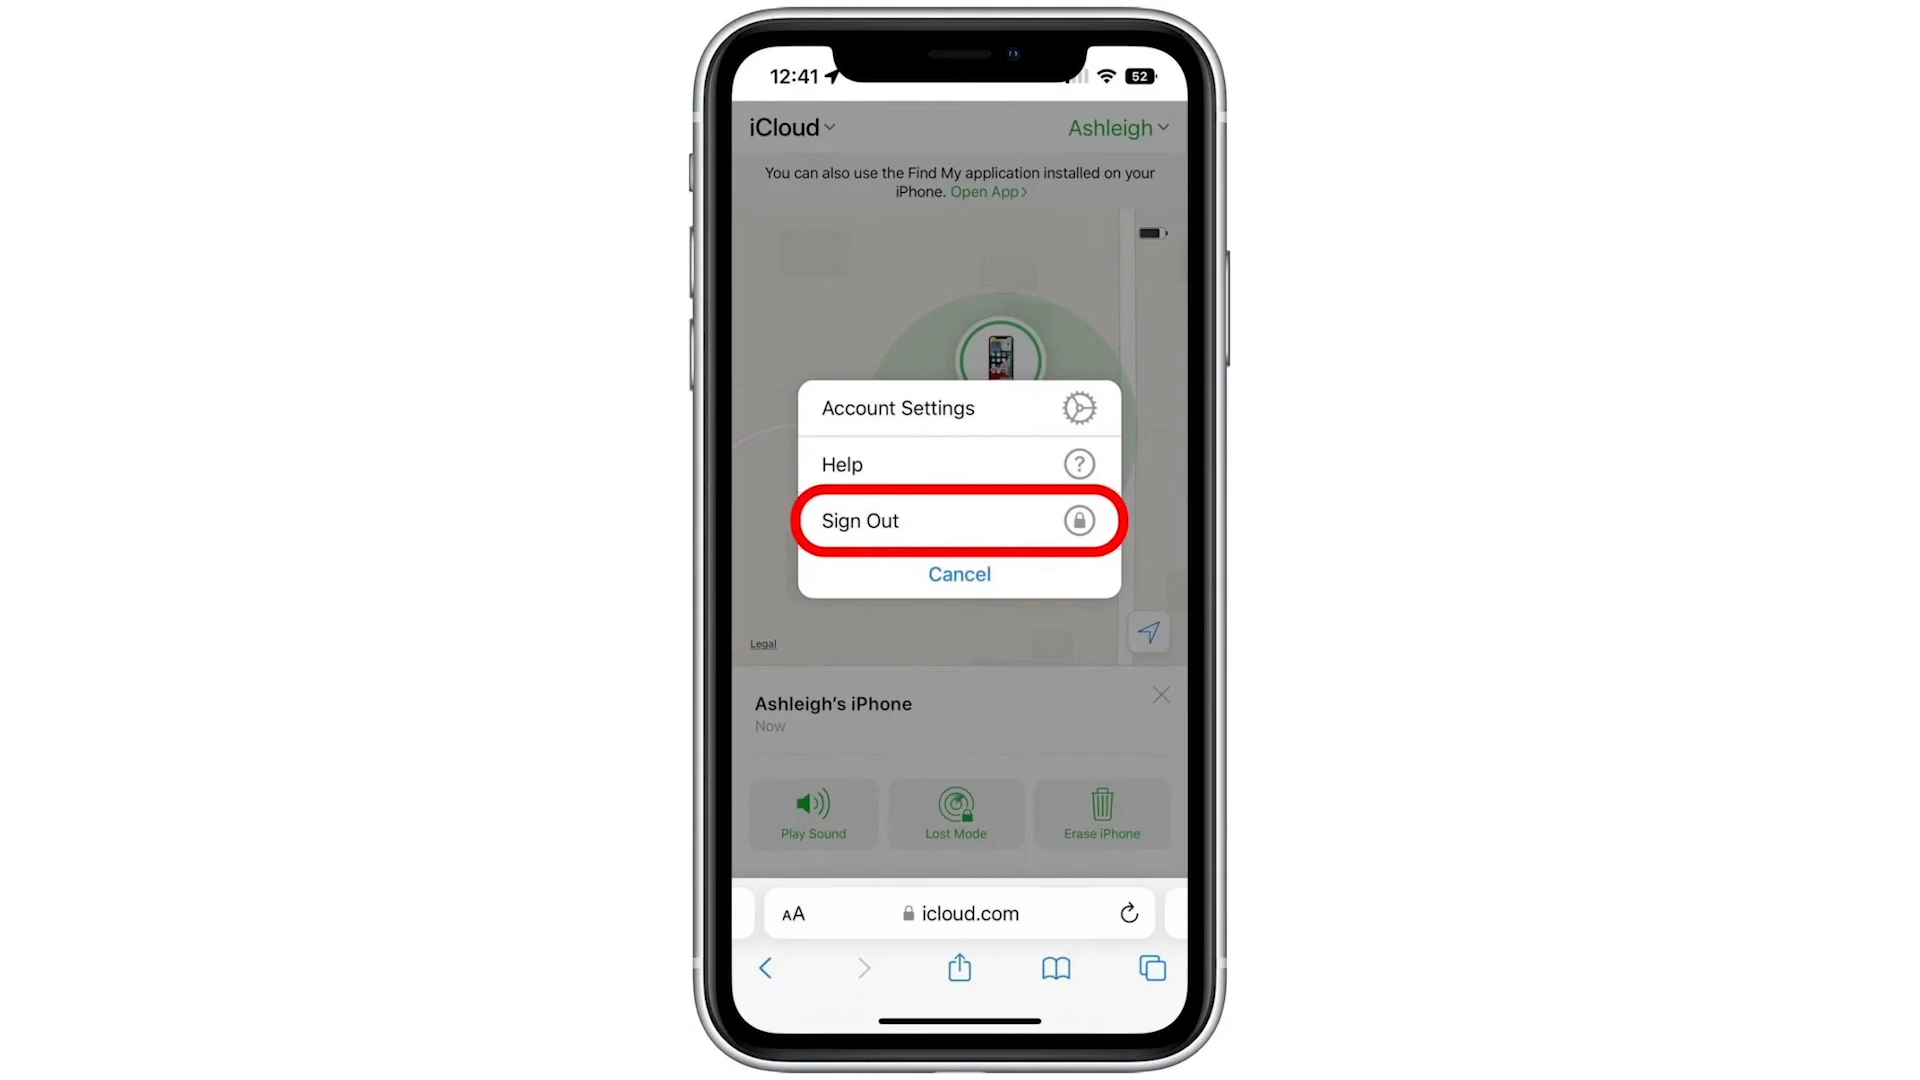 12:41
52
iCloud
Ashleigh
You can also use the Find My application installed on your
iPhone. Open App
Account Settings
Help
?
Sign Out
Cancel
Legal
Ashleigh's iPhone
Now
Play Sound
Lost Mode
Erase iPhone
AA
icloud.com